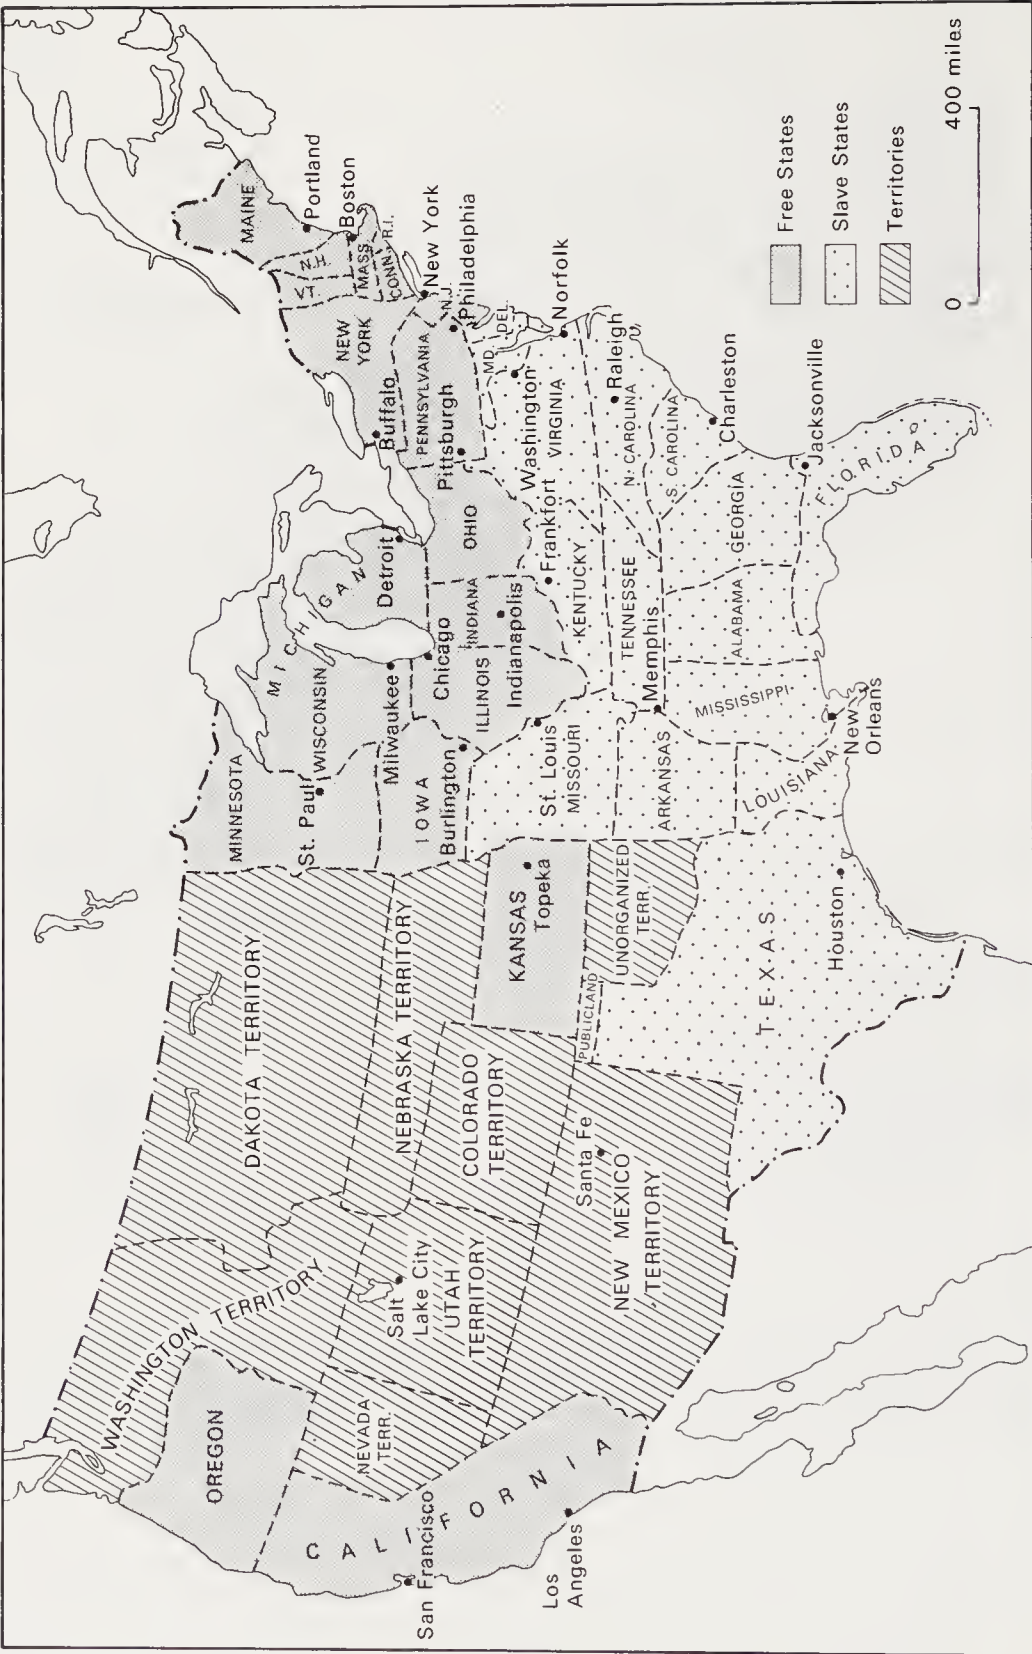 WASHINGTON TERRITORY
OREGON
CALIFORNIA
San Francisco
Los
Angeles
NEVADA
TERR.
Salt
Lake City
UTAH
TERRITORY
DAKOTA TERRITORY
NEBRASKA TERRITORY
COLORADO
TERRITORY
Santa Fe
NEW MEXICO
TERRITORY
KANSAS
Topeka
PUBLIC LAND
UNORGANIZED
TERR.
TEXAS
Houston
MINNESOTA
St. Paul
WISCONSIN
Milwaukee
MICHIGAN
Detroit
IOWA
Burlington
ILLINOIS
Chicago
INDIANA
Indianapolis
OHIO
St. Louis
MISSOURI
ARKANSAS
LOUISIANA
New
Orleans
MISSISSIPPI
Memphis
TENNESSEE
KENTUCKY
Frankfort
ALABAMA
GEORGIA
FLORIDA
Jacksonville
Charleston
S. CAROLINA
N. CAROLINA
Raleigh
VIRGINIA
Washington
Norfolk
MD.
DEL.
PENNSYLVANIA
Pittsburgh
Philadelphia
N.J.
New York
NEW
YORK
Buffalo
VT.
N.H.
MASS.
CONN.
R.I.
Boston
Portland
MAINE
Free States
Slave States
Territories
0 400 miles